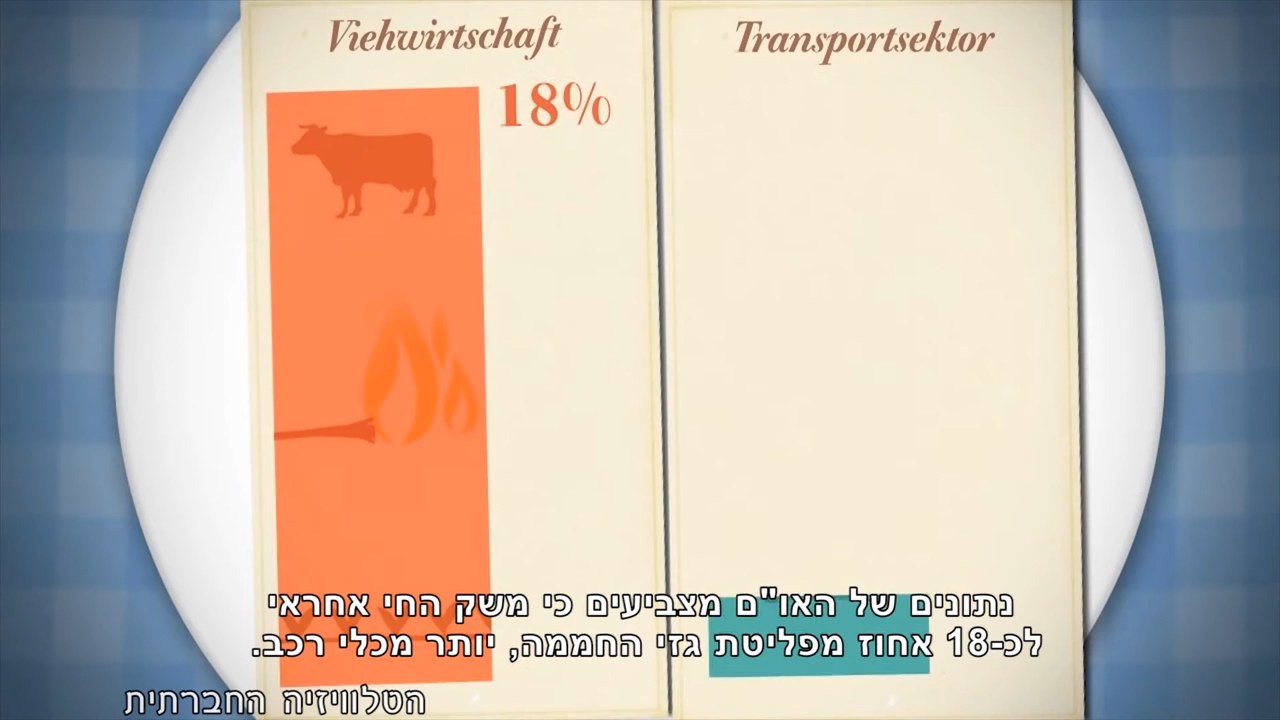 Viehwirtschaft
Transportsektor
18%
נתונים של האו"ם מצביעים כי משק החי אחראי
לכ-18 אחוז מפליטת גזי החממה, יותר מכלי רכב.
הטלוויזיה החברתית